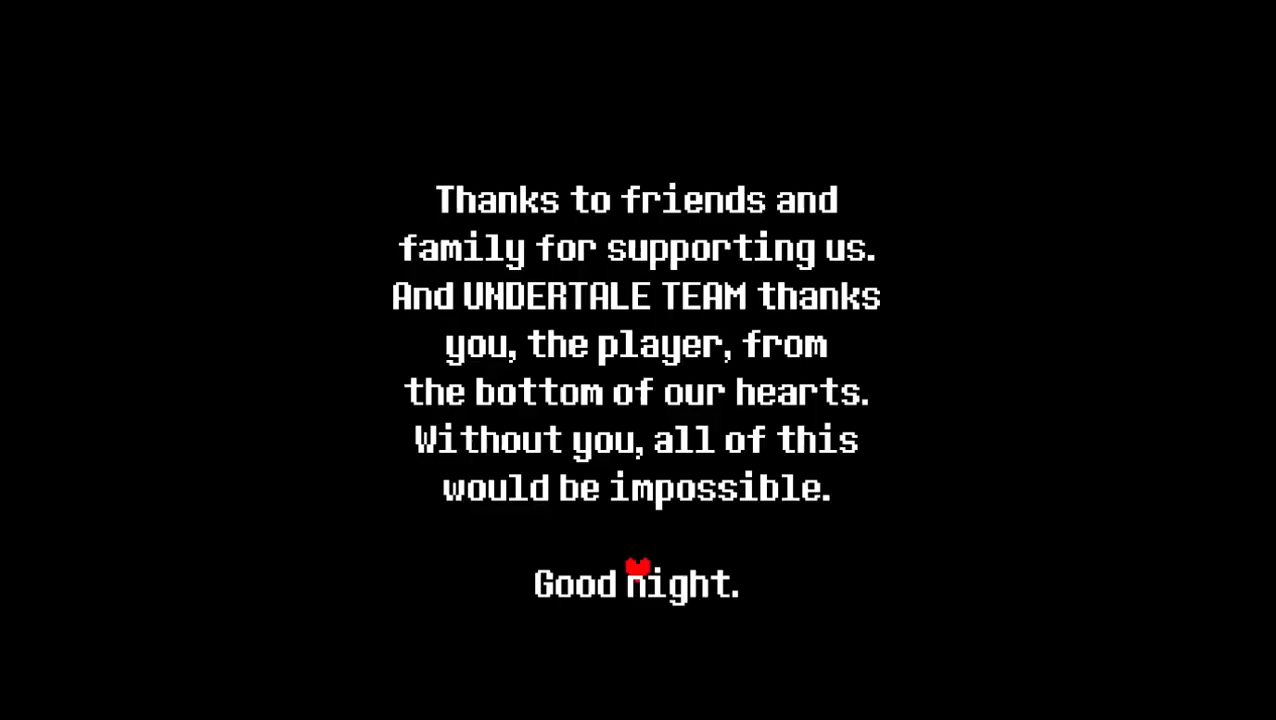 Thanks to friends and
family for supporting us.
And UNDERTALE TEAM thanks
you, the player, from
the bottom of our hearts.
Without you, all of this
would be impossible.
Good night.